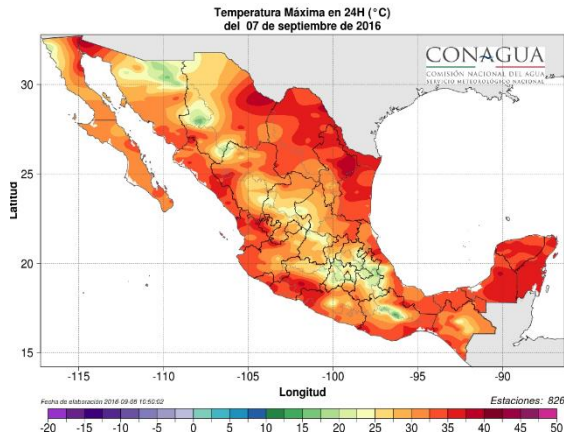 Temperatura Máxima en 24H (°C)
del 07 de septiembre de 2016
CONAGUA
COMISIÓN NACIONAL DEL AGUA
SERVICIO METEOROLÓGICO NACIONAL
Latitud
30
25
20
15
-115 -110 -105 -100 -95 -90
Longitud
Fecha de elaboración 2016-09-08 10:50:02
Estaciones: 826
-20 -15 -10 -5 0 5 10 15 20 25 30 35 40 45 50